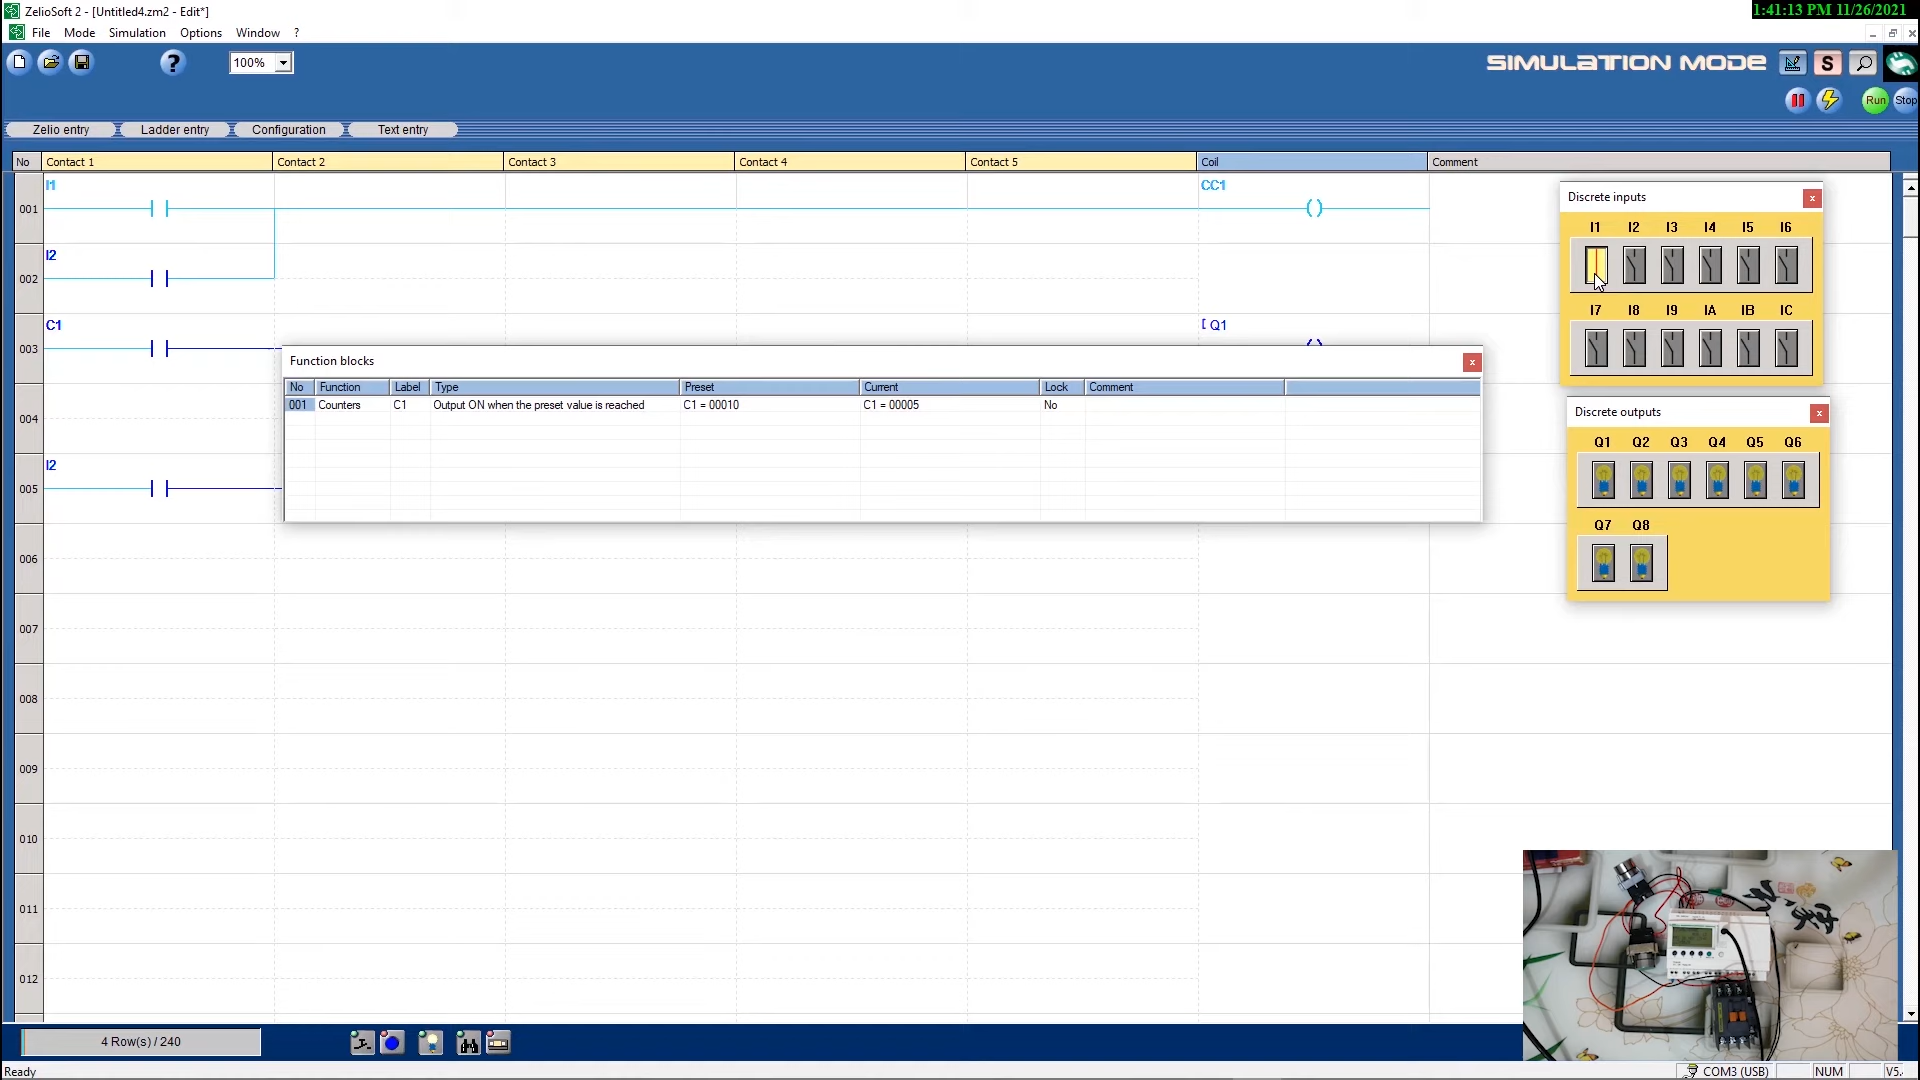 ZelioSoft 2 - [Untitled4.zm2 - Edit*]
1:41:13 PM 11/26/2021
File Mode Simulation Options Window ?
100%
SIMULATION MODE
S
Run Stop
Zelio entry Ladder entry Configuration Text entry
No Contact 1 Contact 2 Contact 3 Contact 4 Contact 5 Coil Comment
I1 CC1
001
I2
002
C1 [ Q1
003
004
I2
005
006
007
008
009
010
011
012
Function blocks
No Function Label Type Preset Current Lock Comment
001 Counters C1 Output ON when the preset value is reached C1 = 00010 C1 = 00005 No
Discrete inputs
I1 I2 I3 I4 I5 I6
I7 I8 I9 IA IB IC
Discrete outputs
Q1 Q2 Q3 Q4 Q5 Q6
Q7 Q8
4 Row(s) / 240
Ready
COM3 (USB) NUM V5.